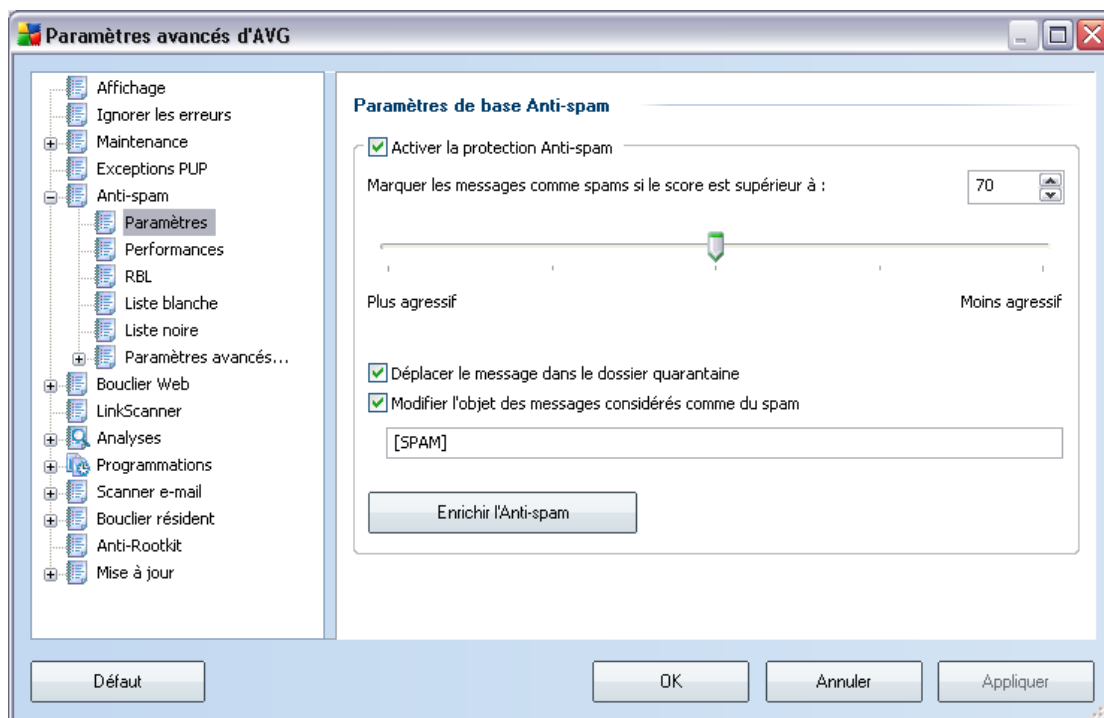 Paramètres avancés d'AVG
Affichage
Ignorer les erreurs
Maintenance
Exceptions PUP
Anti-spam
Paramètres
Performances
RBL
Liste blanche
Liste noire
Paramètres avancés...
Bouclier Web
LinkScanner
Analyses
Programmations
Scanner e-mail
Bouclier résident
Anti-Rootkit
Mise à jour
Paramètres de base Anti-spam
Activer la protection Anti-spam
Marquer les messages comme spams si le score est supérieur à : 70
Plus agressif Moins agressif
Déplacer le message dans le dossier quarantaine
Modifier l'objet des messages considérés comme du spam
[SPAM]
Enrichir l'Anti-spam
Défaut OK Annuler Appliquer